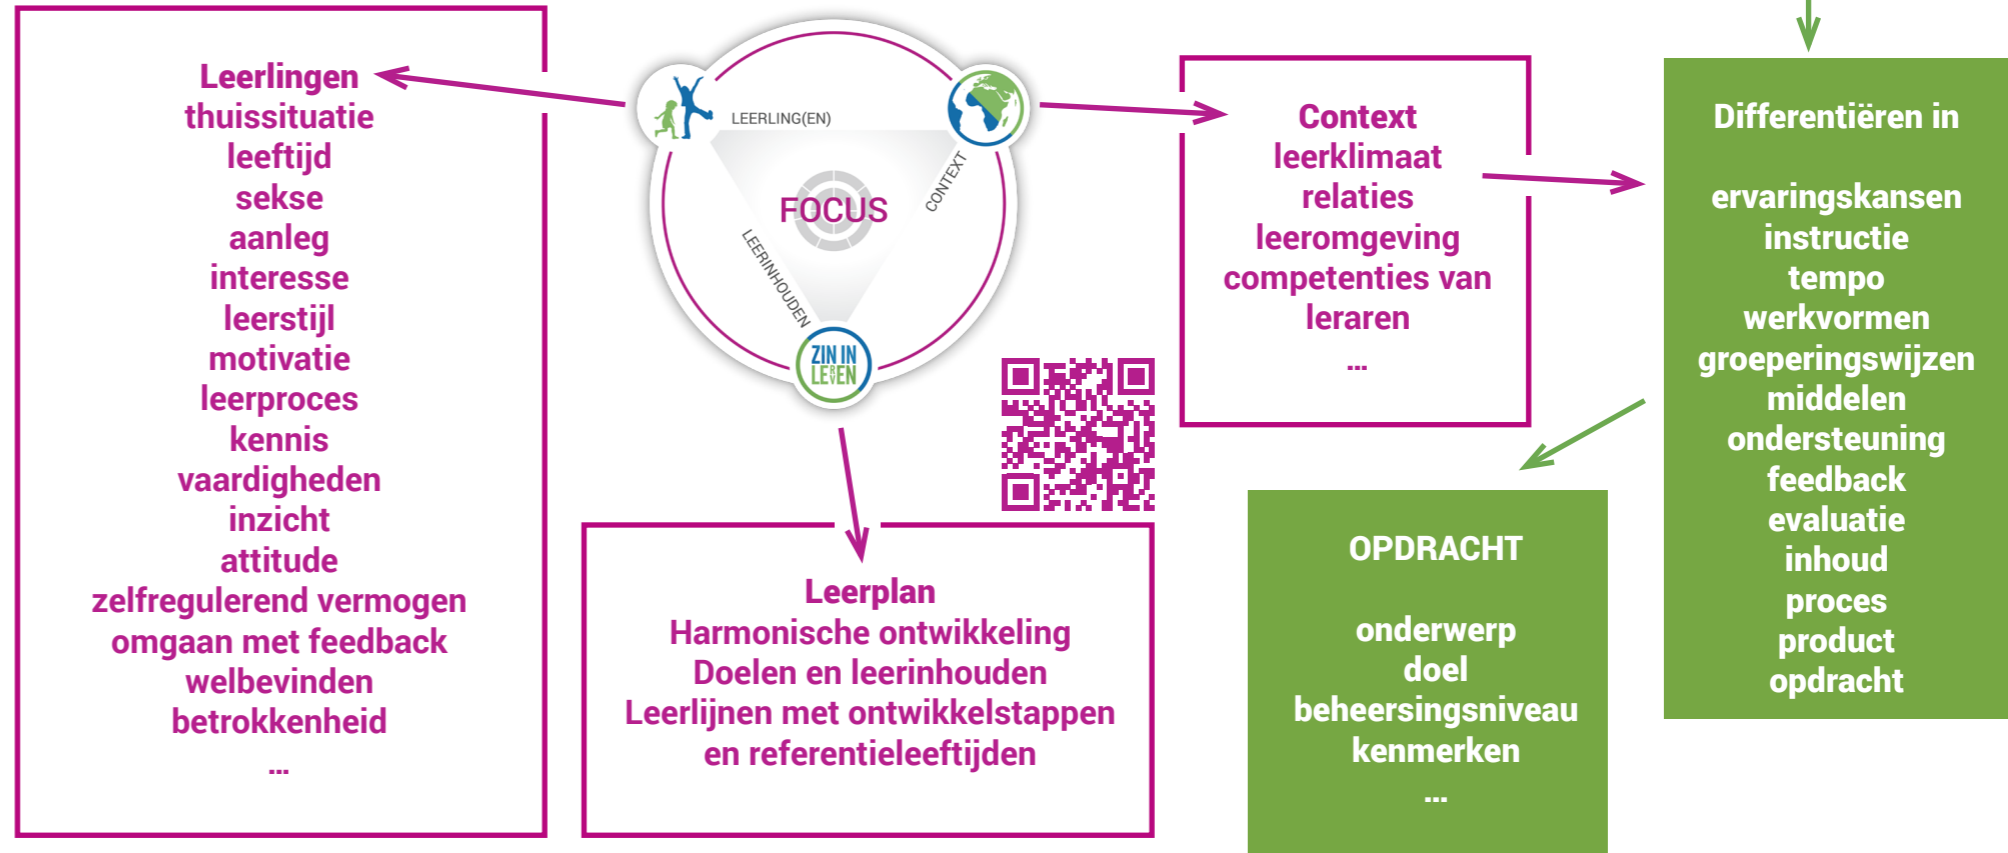 Leerlingen
thuissituatie
leeftijd
sekse
aanleg
interesse
leerstijl
motivatie
leerproces
kennis
vaardigheden
inzicht
attitude
zelfregulerend vermogen
omgaan met feedback
welbevinden
betrokkenheid
...
LEERLING(EN)
CONTEXT
LEERINHOUDEN
FOCUS
ZIN IN
LERVEN
Leerplan
Harmonische ontwikkeling
Doelen en leerinhouden
Leerlijnen met ontwikkelstappen
en referentieleeftijden
Context
leerklimaat
relaties
leeromgeving
competenties van
leraren
...
OPDRACHT
onderwerp
doel
beheersingsniveau
kenmerken
...
Differentiëren in
ervaringskansen
instructie
tempo
werkvormen
groeperingswijzen
middelen
ondersteuning
feedback
evaluatie
inhoud
proces
product
opdracht